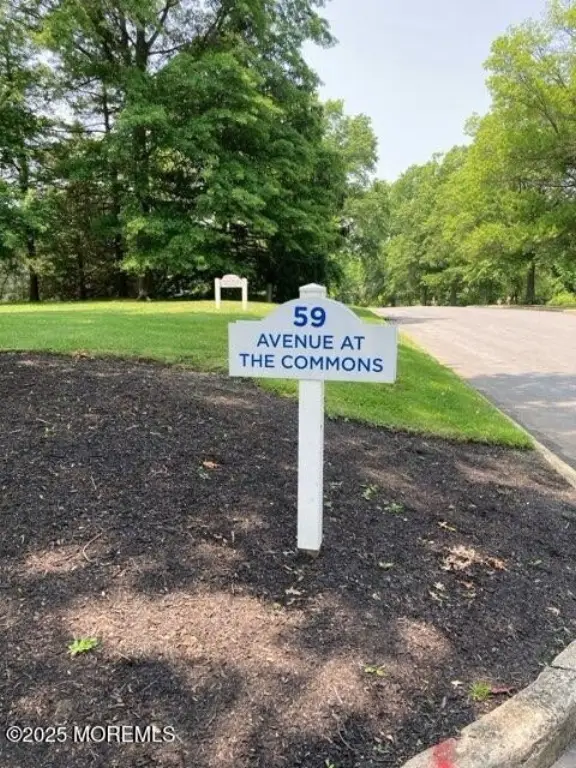 59
AVENUE AT
THE COMMONS
©2025 MOREMLS